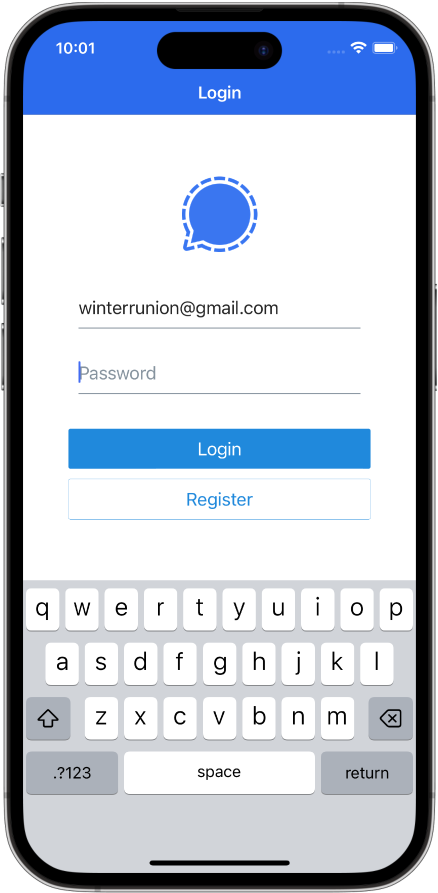 10:01
Login
winterrunion@gmail.com
Password
Login
Register
q w e r t y u i o p
a s d f g h j k l
z x c v b n m
.?123 space return